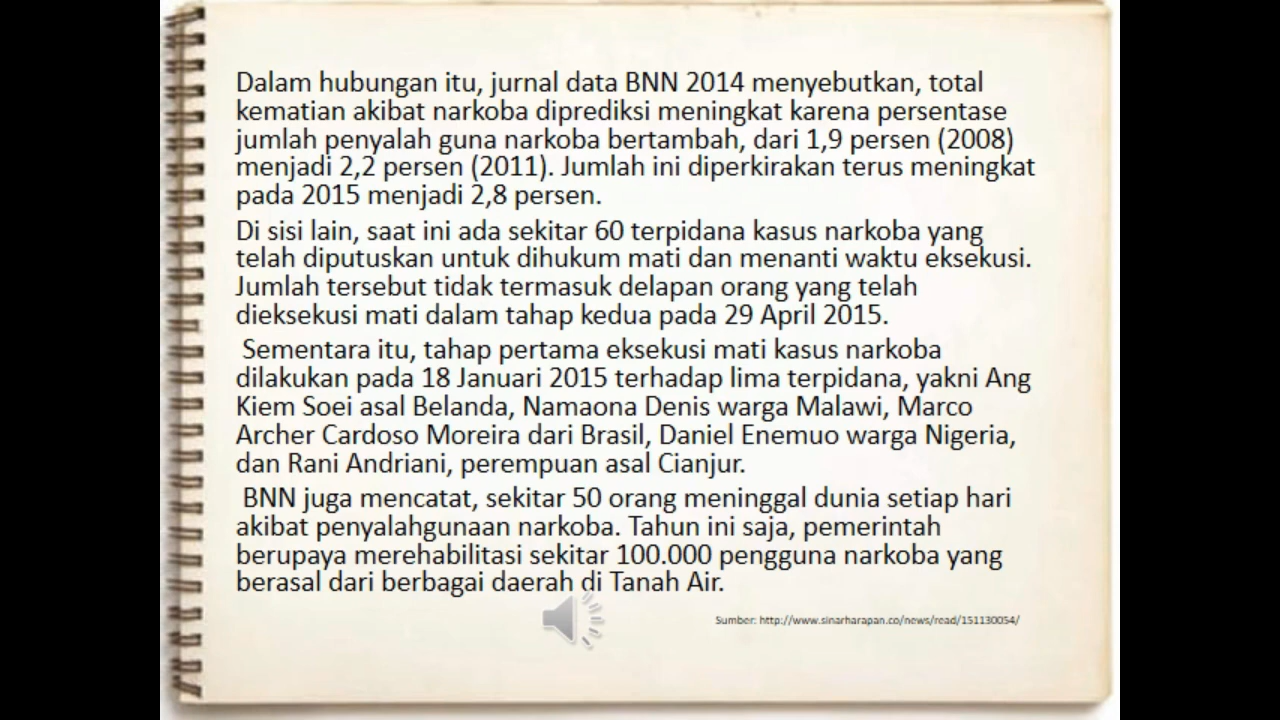 Dalam hubungan itu, jurnal data BNN 2014 menyebutkan, total
kematian akibat narkoba diprediksi meningkat karena persentase
jumlah penyalah guna narkoba bertambah, dari 1,9 persen (2008)
menjadi 2,2 persen (2011). Jumlah ini diperkirakan terus meningkat
pada 2015 menjadi 2,8 persen.
Di sisi lain, saat ini ada sekitar 60 terpidana kasus narkoba yang
telah diputuskan untuk dihukum mati dan menanti waktu eksekusi.
Jumlah tersebut tidak termasuk delapan orang yang telah
dieksekusi mati dalam tahap kedua pada 29 April 2015.
Sementara itu, tahap pertama eksekusi mati kasus narkoba
dilakukan pada 18 Januari 2015 terhadap lima terpidana, yakni Ang
Kiem Soei asal Belanda, Namaona Denis warga Malawi, Marco
Archer Cardoso Moreira dari Brasil, Daniel Enemuo warga Nigeria,
dan Rani Andriani, perempuan asal Cianjur.
BNN juga mencatat, sekitar 50 orang meninggal dunia setiap hari
akibat penyalahgunaan narkoba. Tahun ini saja, pemerintah
berupaya merehabilitasi sekitar 100.000 pengguna narkoba yang
berasal dari berbagai daerah di Tanah Air.
Sumber: http://www.sinarharapan.co/news/read/151130054/